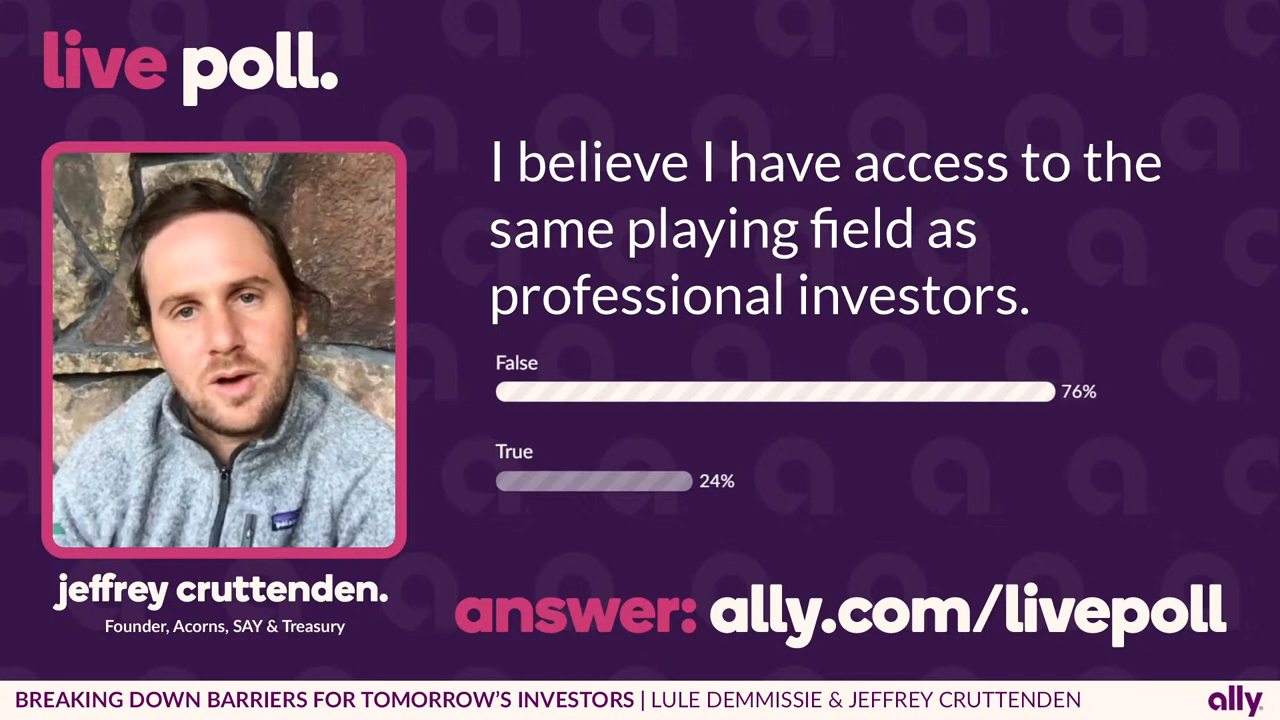 live poll.
I believe I have access to the
same playing field as
professional investors.
False
76%
True
24%
jeffrey cruttenden.
Founder, Acorns, SAY & Treasury
answer: ally.com/livepoll
BREAKING DOWN BARRIERS FOR TOMORROW'S INVESTORS | LULE DEMMISSIE & JEFFREY CRUTTENDEN
ally